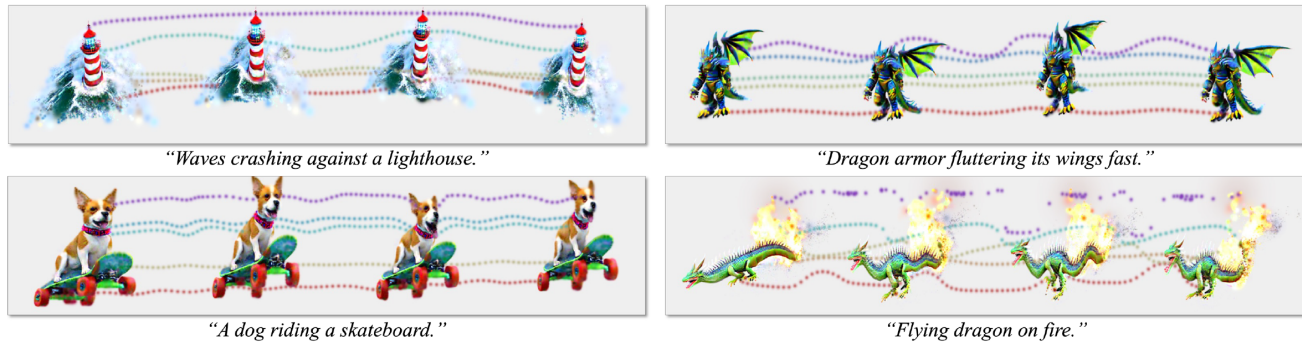 “Waves crashing against a lighthouse.”
“Dragon armor fluttering its wings fast.”
“A dog riding a skateboard.”
“Flying dragon on fire.”